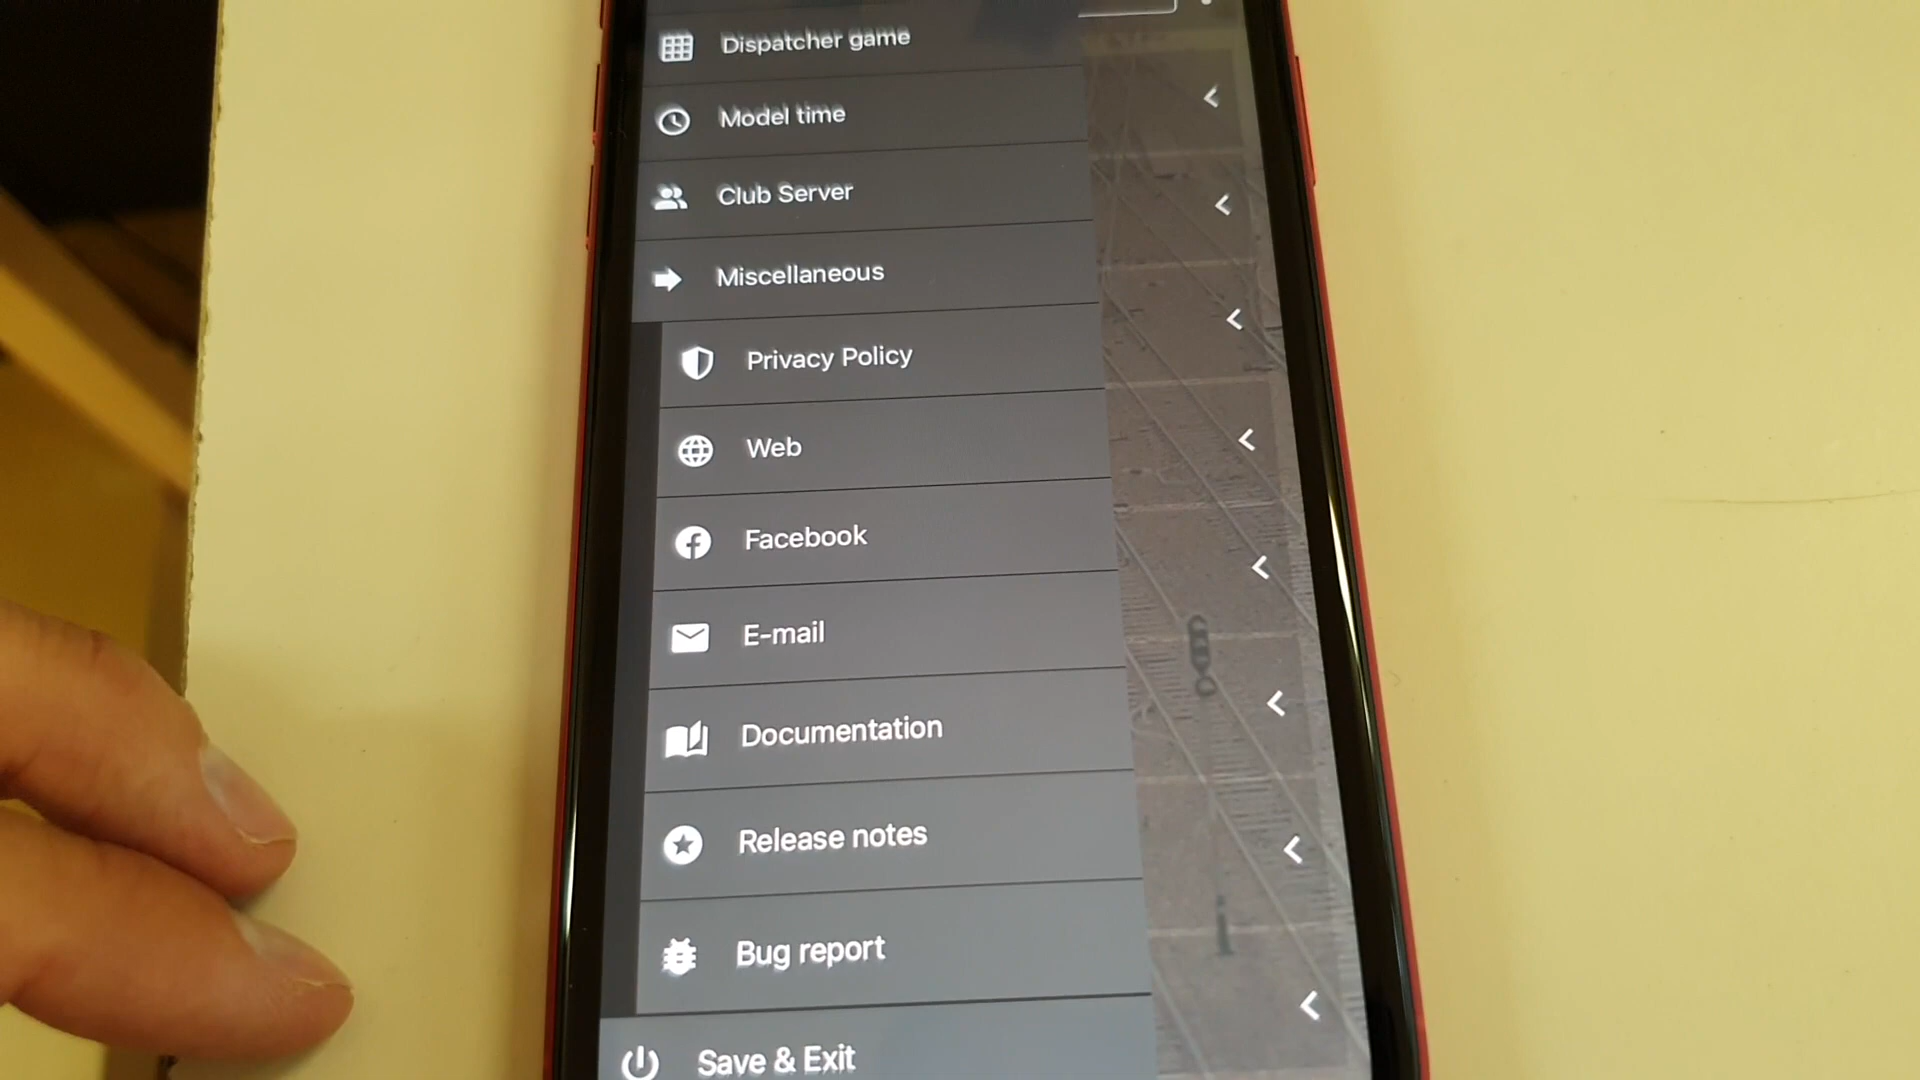 Dispatcher game
Model time
Club Server
Miscellaneous
Privacy Policy
Web
Facebook
E-mail
Documentation
Release notes
Bug report
Save & Exit